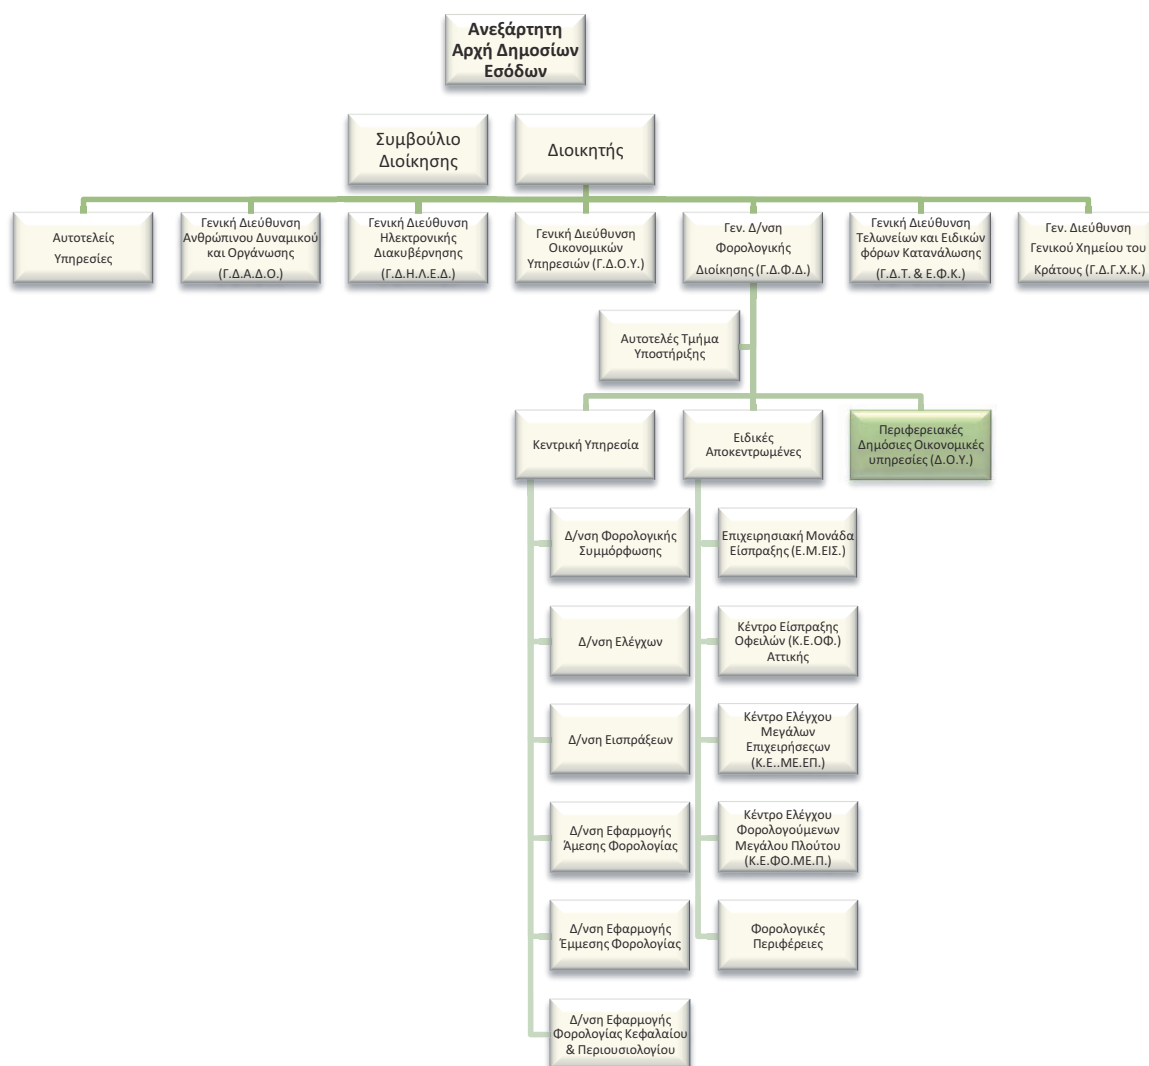 Ανεξάρτητη
Αρχή Δημοσίων
Εσόδων
Συμβούλιο
Διοίκησης
Διοικητής
Αυτοτελείς
Υπηρεσίες
Γενική Διεύθυνση
Ανθρώπινου Δυναμικού
και Οργάνωσης
(Γ.Δ.Α.Δ.Ο.)
Γενική Διεύθυνση
Ηλεκτρονικής
Διακυβέρνησης
(Γ.Δ.Η.Λ.Ε.Δ.)
Γενική Διεύθυνση
Οικονομικών
Υπηρεσιών (Γ.Δ.Ο.Υ.)
Γεν. Δ/νση
Φορολογικής
Διοίκησης (Γ.Δ.Φ.Δ.)
Γενική Διεύθυνση
Τελωνείων και Ειδικών
φόρων Κατανάλωσης
(Γ.Δ.Τ. & Ε.Φ.Κ.)
Γεν. Διεύθυνση
Γενικού Χημείου του
Κράτους (Γ.Δ.Γ.Χ.Κ.)
Αυτοτελές Τμήμα
Υποστήριξης
Κεντρική Υπηρεσία
Ειδικές
Αποκεντρωμένες
Περιφερειακές
Δημόσιες Οικονομικές
υπηρεσίες (Δ.Ο.Υ.)
Δ/νση Φορολογικής
Συμμόρφωσης
Επιχειρησιακή Μονάδα
Είσπραξης (Ε.Μ.ΕΙΣ.)
Δ/νση Ελέγχων
Κέντρο Είσπραξης
Οφειλών (Κ.Ε.ΟΦ.)
Αττικής
Δ/νση Εισπράξεων
Κέντρο Ελέγχου
Μεγάλων
Επιχειρήσεςων
(Κ.Ε..ΜΕ.ΕΠ.)
Δ/νση Εφαρμογής
Άμεσης Φορολογίας
Κέντρο Ελέγχου
Φορολογούμενων
Μεγάλου Πλούτου
(Κ.Ε.ΦΟ.ΜΕ.Π.)
Δ/νση Εφαρμογής
Έμμεσης Φορολογίας
Φορολογικές
Περιφέρειες
Δ/νση Εφαρμογής
Φορολογίας Κεφαλαίου
& Περιουσιολογίου